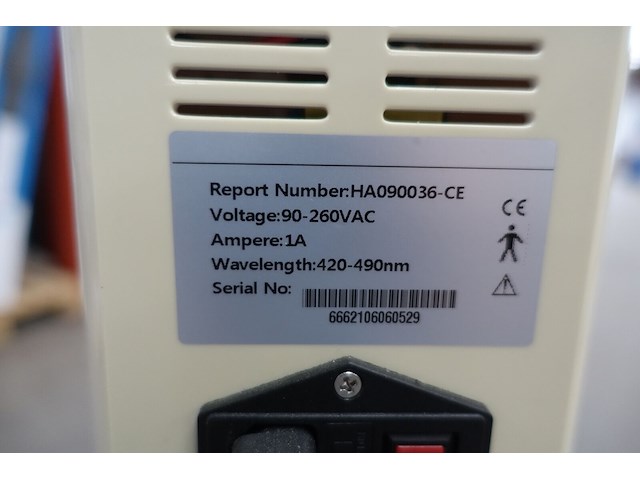 Report Number:HA090036-CE
Voltage:90-260VAC
CE
Ampere:1A
Wavelength:420-490nm
Serial No:
6662106060529